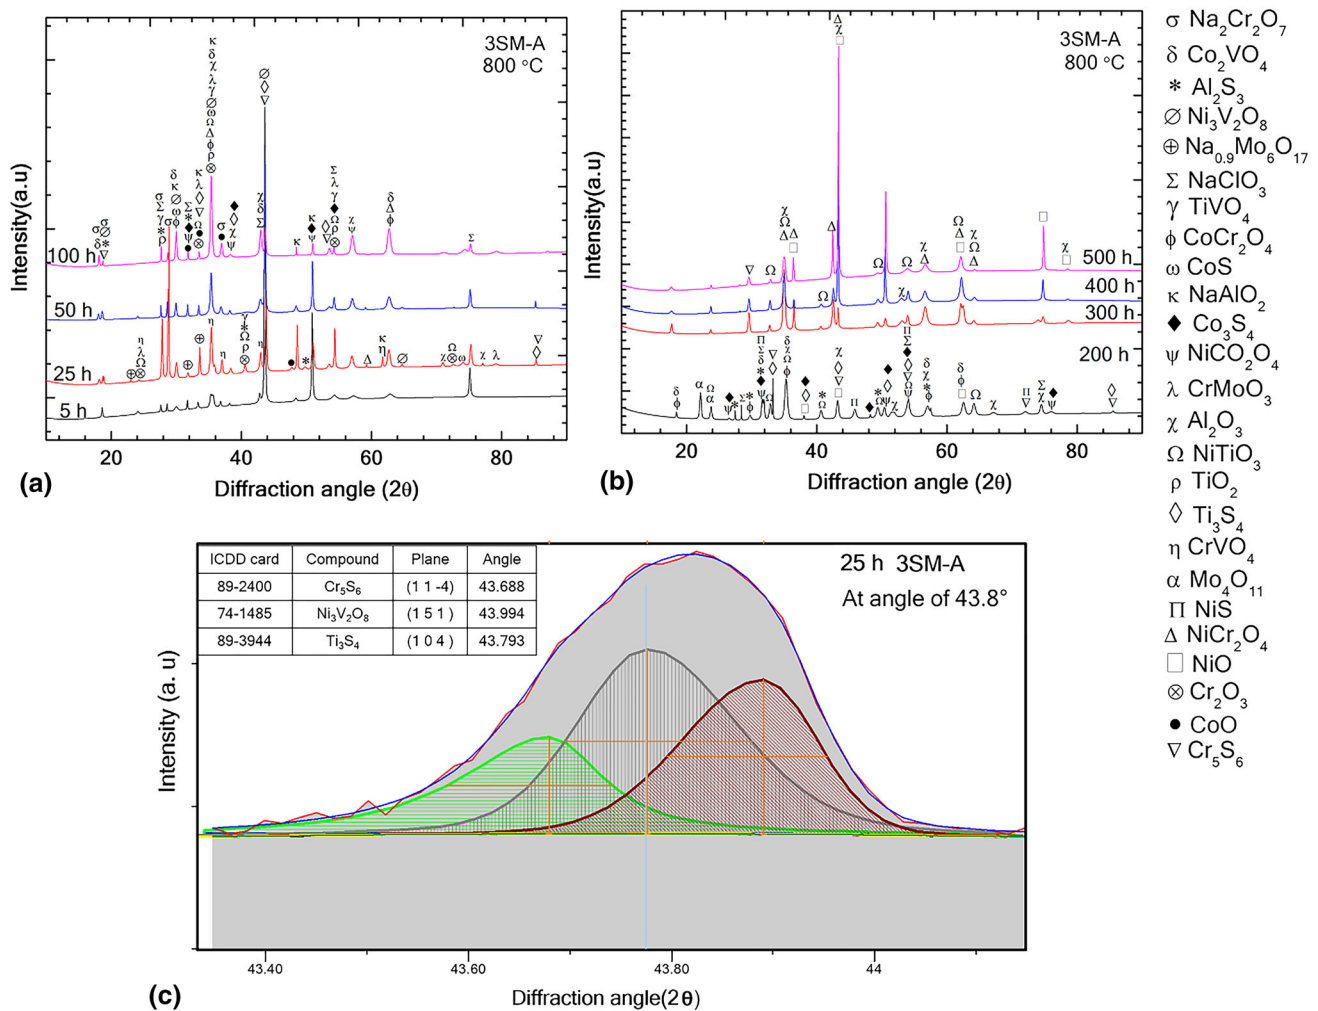 3SM-A
800 °C
Intensity(a.u)
100 h
50 h
25 h
5 h
20 40 60 80
(a) Diffraction angle (2θ)
3SM-A
800 °C
Intensity(a.u)
500 h
400 h
300 h
200 h
20 40 60 80
(b) Diffraction angle (2θ)
σ Na2Cr2O7
δ Co2VO4
* Al2S3
∅ Ni3V2O8
⊕ Na0.9Mo6O17
Σ NaClO3
γ TiVO4
ϕ CoCr2O4
ω CoS
κ NaAlO2
◆ Co3S4
ψ NiCO2O4
λ CrMoO3
χ Al2O3
Ω NiTiO3
ρ TiO2
◊ Ti3S4
η CrVO4
α Mo4O11
Π NiS
Δ NiCr2O4
□ NiO
⊗ Cr2O3
● CoO
▽ Cr5S6
ICDD card Compound Plane Angle
89-2400 Cr5S6 (1 1 -4) 43.688
74-1485 Ni3V2O8 (1 5 1) 43.994
89-3944 Ti3S4 (1 0 4) 43.793
25 h 3SM-A
At angle of 43.8°
Intensity (a. u)
43.40 43.60 43.80 44
(c) Diffraction angle(2θ)